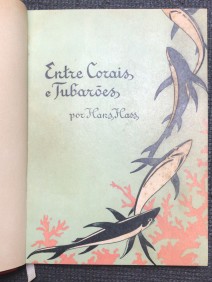 Entre Corais
e Tubarões
por Hans Hass